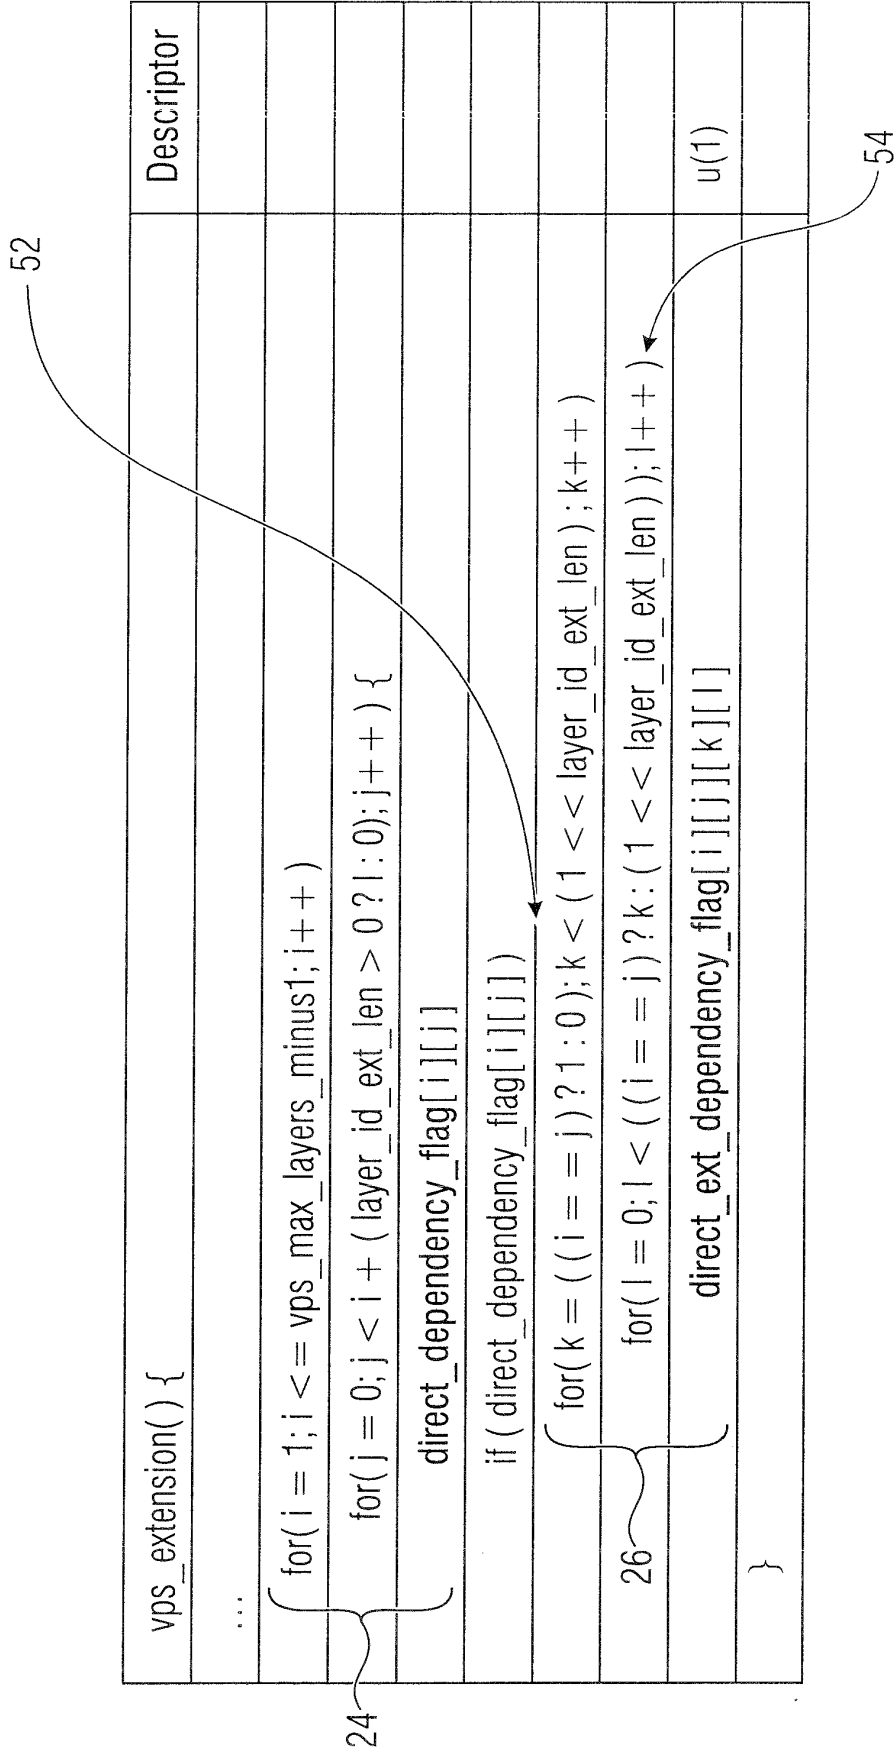 52
vps_extension( ) {
Descriptor
...
for( i = 1; i < = vps_max_layers_minus1; i + + )
24
for( j = 0; j < i + ( layer_id_ext_len > 0 ? 1 : 0); j + + ) {
direct_dependency_flag[ i ][ j ]
if ( direct_dependency_flag[ i ][ j ] )
for( k = ( ( i = = j ) ? 1 : 0 ); k < ( 1 < < layer_id_ext_len ) ; k + + )
26
for( l = 0; l < ( ( i = = j ) ? k : ( 1 < < layer_id_ext_len ) ); l + + )
direct_ext_dependency_flag[ i ][ j ][ k ][ l ]
u(1)
}
54